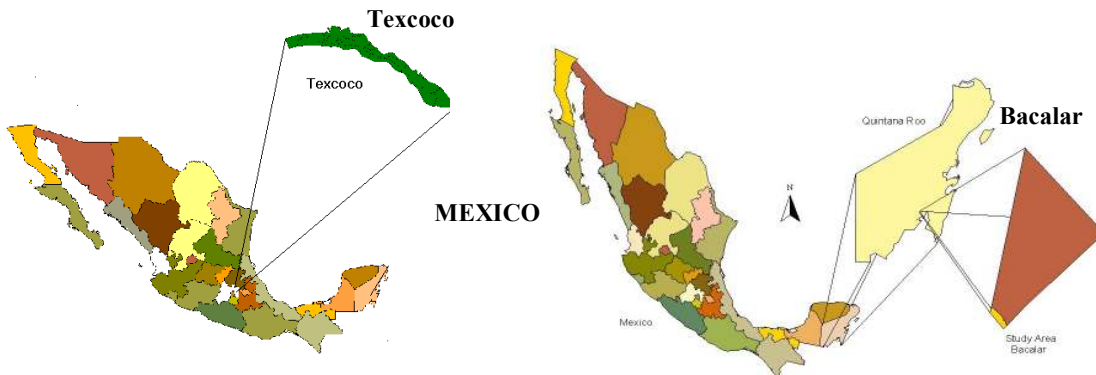 Texcoco
Texcoco
MEXICO
Quintana Roo
Bacalar
N
Mexico
Study Area
Bacalar